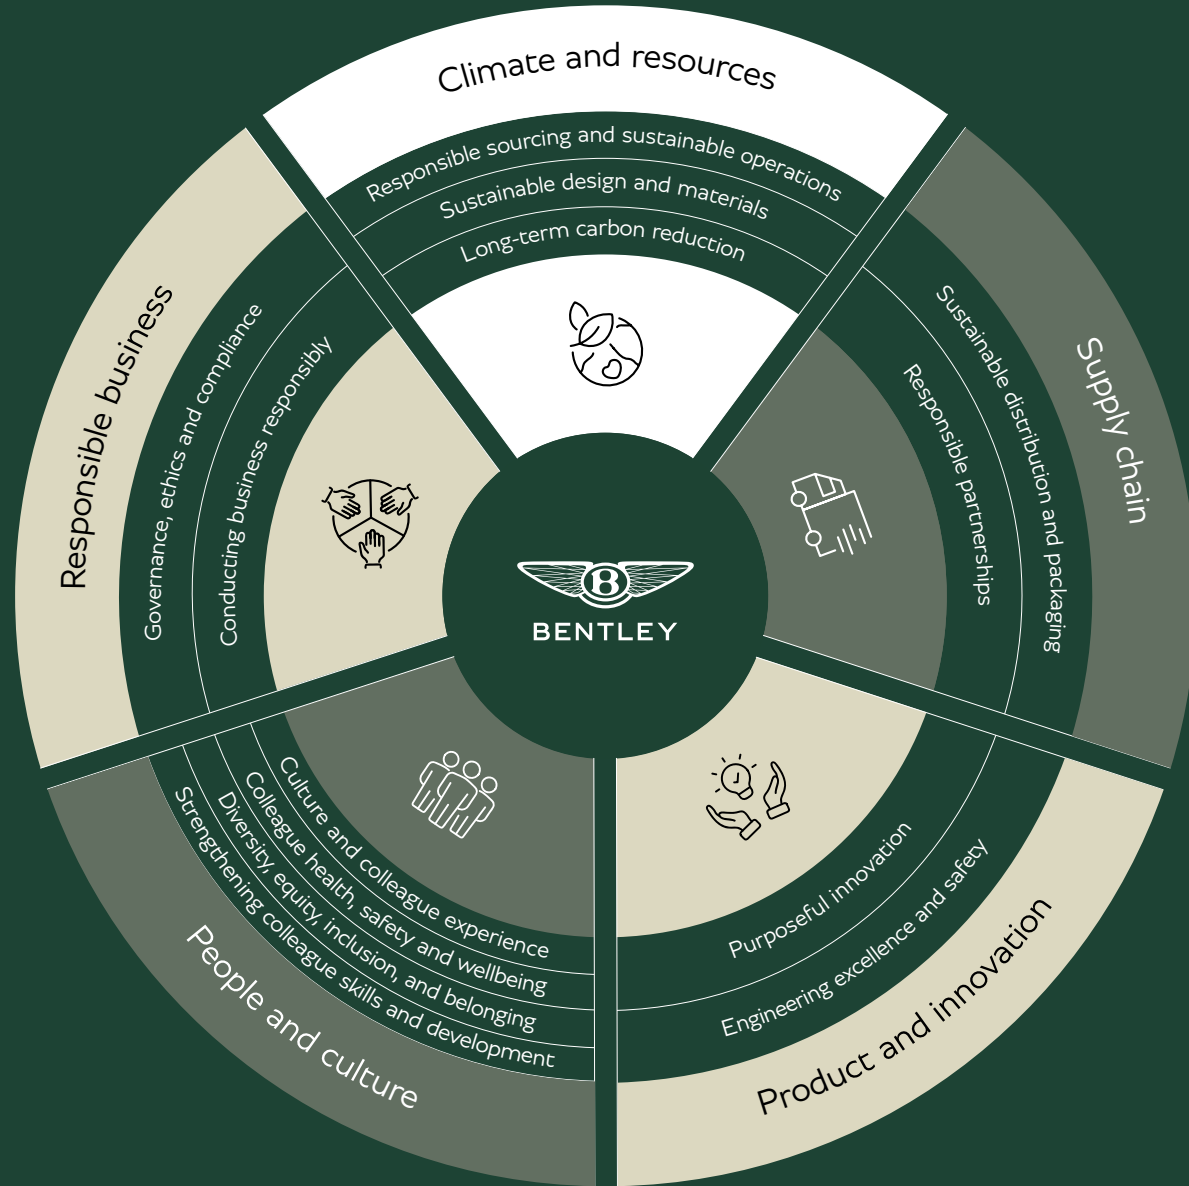 Climate and resources
Responsible sourcing and sustainable operations
Sustainable design and materials
Long-term carbon reduction
Supply chain
Sustainable distribution and packaging
Responsible partnerships
Product and innovation
Engineering excellence and safety
Purposeful innovation
People and culture
Strengthening colleague skills and development
Diversity, equity, inclusion, and belonging
Colleague health, safety and wellbeing
Culture and colleague experience
Responsible business
Governance, ethics and compliance
Conducting business responsibly
B
BENTLEY